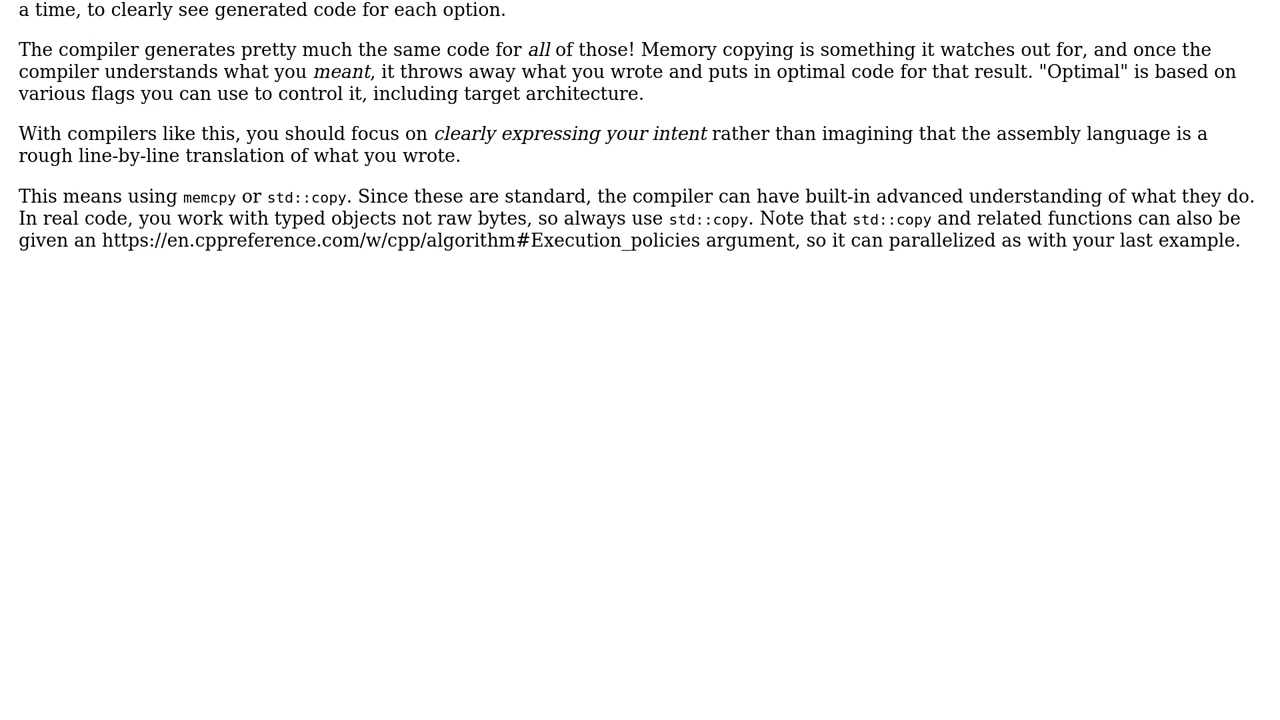 a time, to clearly see generated code for each option.
The compiler generates pretty much the same code for all of those! Memory copying is something it watches out for, and once the
compiler understands what you meant, it throws away what you wrote and puts in optimal code for that result. "Optimal" is based on
various flags you can use to control it, including target architecture.
With compilers like this, you should focus on clearly expressing your intent rather than imagining that the assembly language is a
rough line-by-line translation of what you wrote.
This means using memcpy or std::copy. Since these are standard, the compiler can have built-in advanced understanding of what they do.
In real code, you work with typed objects not raw bytes, so always use std::copy. Note that std::copy and related functions can also be
given an https://en.cppreference.com/w/cpp/algorithm#Execution_policies argument, so it can parallelized as with your last example.